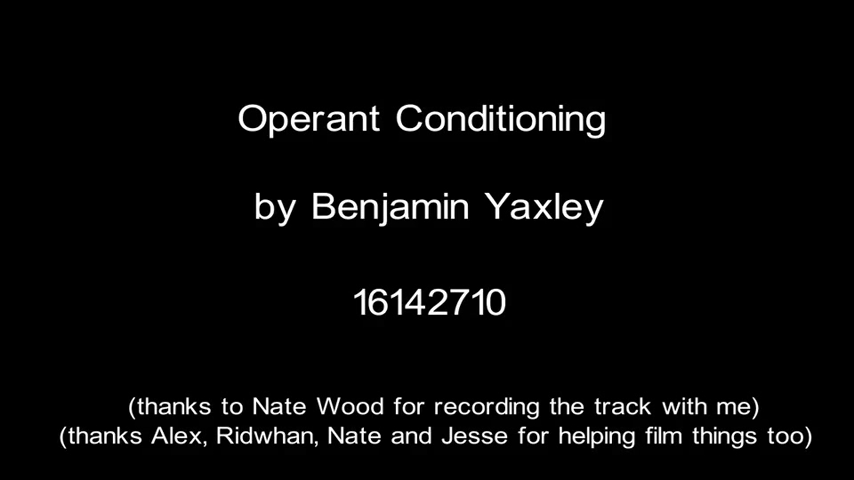 Operant Conditioning
by Benjamin Yaxley
16142710
(thanks to Nate Wood for recording the track with me)
(thanks Alex, Ridwhan, Nate and Jesse for helping film things too)